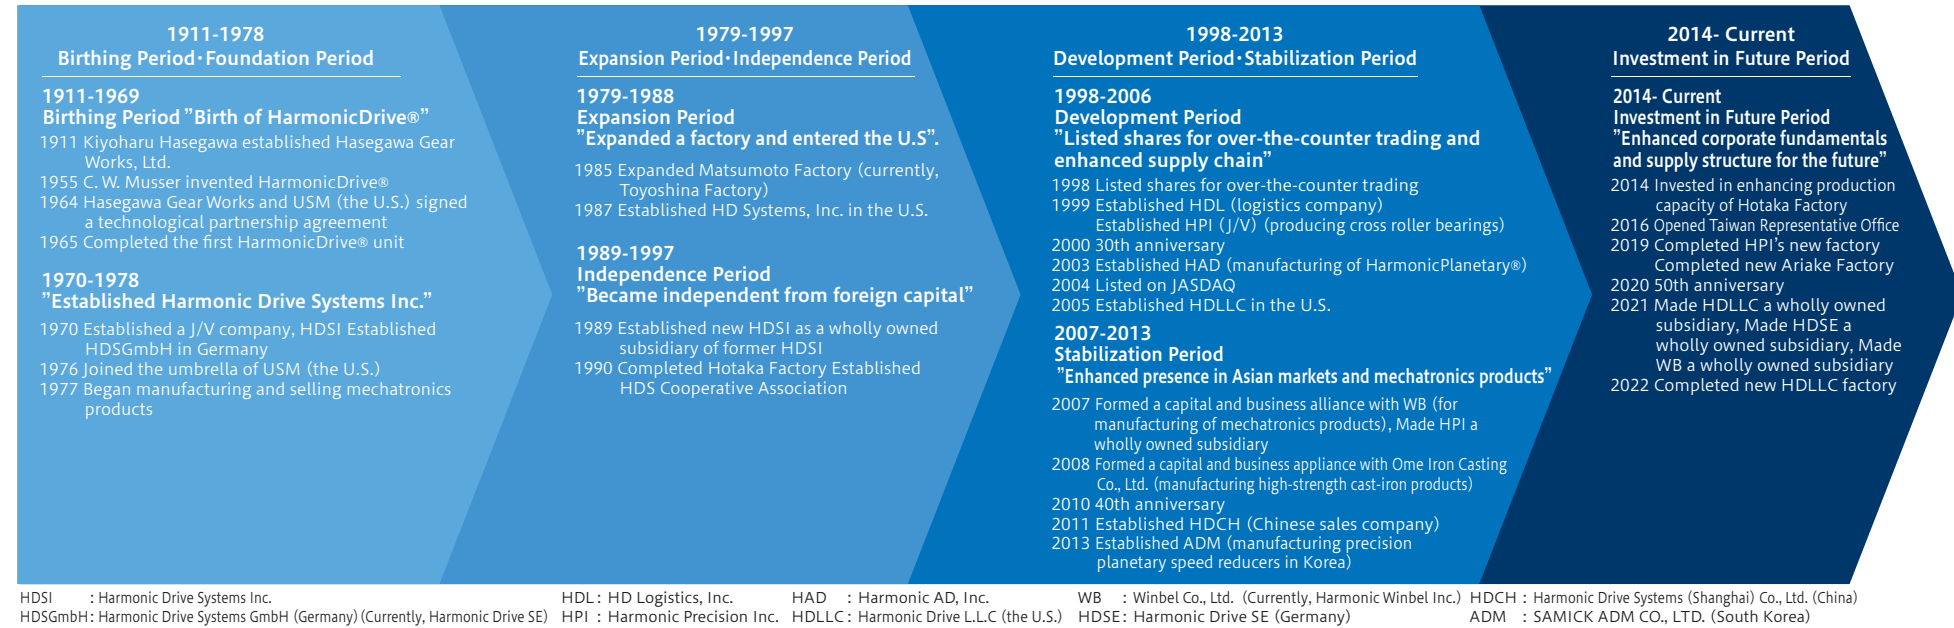 1911-1978
Birthing Period・Foundation Period
1911-1969
Birthing Period ”Birth of HarmonicDrive®”
1911 Kiyoharu Hasegawa established Hasegawa Gear
Works, Ltd.
1955 C. W. Musser invented HarmonicDrive®
1964 Hasegawa Gear Works and USM (the U.S.) signed
a technological partnership agreement
1965 Completed the first HarmonicDrive® unit
1970-1978
”Established Harmonic Drive Systems Inc.”
1970 Established a J/V company, HDSI Established
HDSGmbH in Germany
1976 Joined the umbrella of USM (the U.S.)
1977 Began manufacturing and selling mechatronics
products
1979-1997
Expansion Period・Independence Period
1979-1988
Expansion Period
”Expanded a factory and entered the U.S”.
1985 Expanded Matsumoto Factory (currently,
Toyoshina Factory)
1987 Established HD Systems, Inc. in the U.S.
1989-1997
Independence Period
”Became independent from foreign capital”
1989 Established new HDSI as a wholly owned
subsidiary of former HDSI
1990 Completed Hotaka Factory Established
HDS Cooperative Association
1998-2013
Development Period・Stabilization Period
1998-2006
Development Period
”Listed shares for over-the-counter trading and
enhanced supply chain”
1998 Listed shares for over-the-counter trading
1999 Established HDL (logistics company)
Established HPI (J/V) (producing cross roller bearings)
2000 30th anniversary
2003 Established HAD (manufacturing of HarmonicPlanetary®)
2004 Listed on JASDAQ
2005 Established HDLLC in the U.S.
2007-2013
Stabilization Period
”Enhanced presence in Asian markets and mechatronics products”
2007 Formed a capital and business alliance with WB (for
manufacturing of mechatronics products), Made HPI a
wholly owned subsidiary
2008 Formed a capital and business appliance with Ome Iron Casting
Co., Ltd. (manufacturing high-strength cast-iron products)
2010 40th anniversary
2011 Established HDCH (Chinese sales company)
2013 Established ADM (manufacturing precision
planetary speed reducers in Korea)
2014- Current
Investment in Future Period
2014- Current
Investment in Future Period
”Enhanced corporate fundamentals
and supply structure for the future”
2014 Invested in enhancing production
capacity of Hotaka Factory
2016 Opened Taiwan Representative Office
2019 Completed HPI’s new factory
Completed new Ariake Factory
2020 50th anniversary
2021 Made HDLLC a wholly owned
subsidiary, Made HDSE a
wholly owned subsidiary, Made
WB a wholly owned subsidiary
2022 Completed new HDLLC factory
HDSI : Harmonic Drive Systems Inc.
HDSGmbH : Harmonic Drive Systems GmbH (Germany) (Currently, Harmonic Drive SE)
HDL : HD Logistics, Inc.
HPI : Harmonic Precision Inc.
HAD : Harmonic AD, Inc.
HDLLC : Harmonic Drive L.L.C (the U.S.)
WB : Winbel Co., Ltd. (Currently, Harmonic Winbel Inc.)
HDSE : Harmonic Drive SE (Germany)
HDCH : Harmonic Drive Systems (Shanghai) Co., Ltd. (China)
ADM : SAMICK ADM CO., LTD. (South Korea)